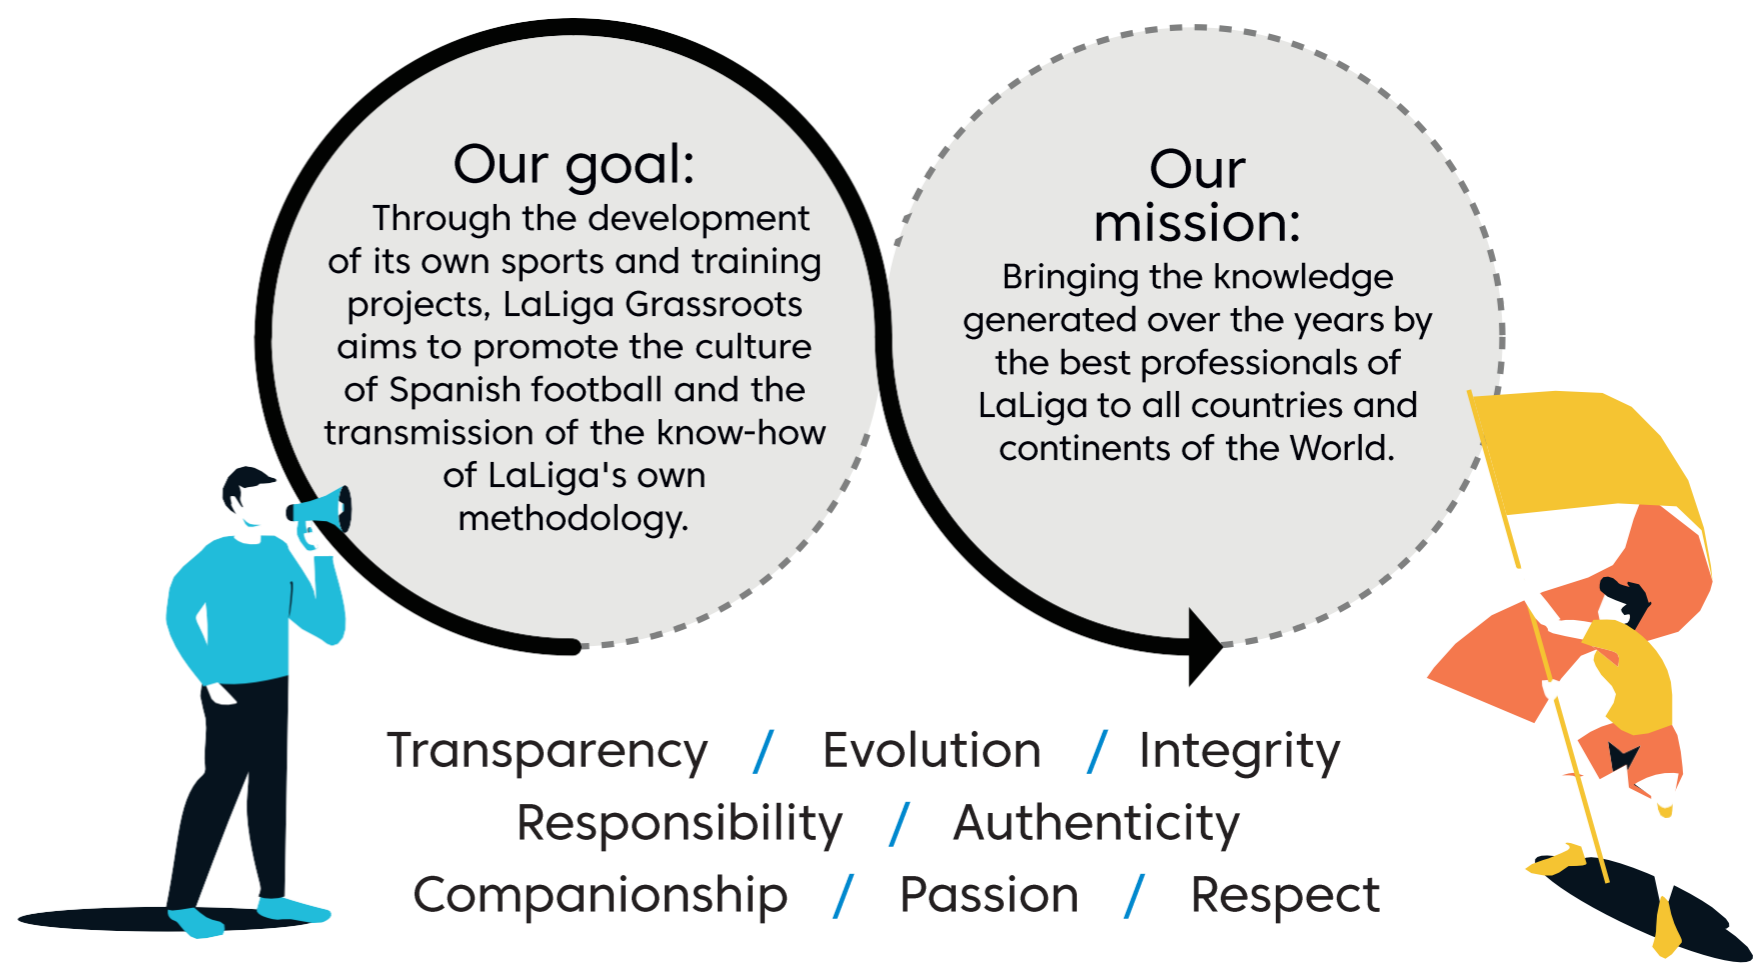 Our goal:
Through the development
of its own sports and training
projects, LaLiga Grassroots
aims to promote the culture
of Spanish football and the
transmission of the know-how
of LaLiga's own
methodology.
Our
mission:
Bringing the knowledge
generated over the years by
the best professionals of
LaLiga to all countries and
continents of the World.
Transparency / Evolution / Integrity
Responsibility / Authenticity
Companionship / Passion / Respect